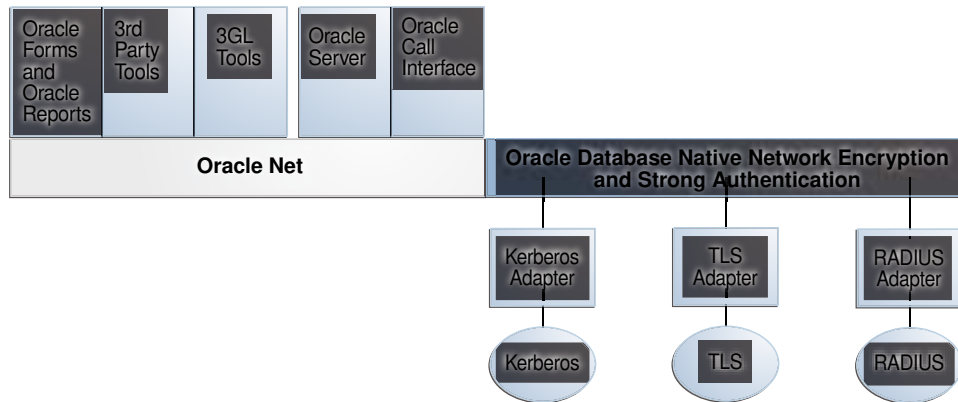 Oracle
Forms
and
Oracle
Reports
3rd
Party
Tools
3GL
Tools
Oracle
Server
Oracle
Call
Interface
Oracle Net
Oracle Database Native Network Encryption
and Strong Authentication
Kerberos
Adapter
TLS
Adapter
RADIUS
Adapter
Kerberos
TLS
RADIUS